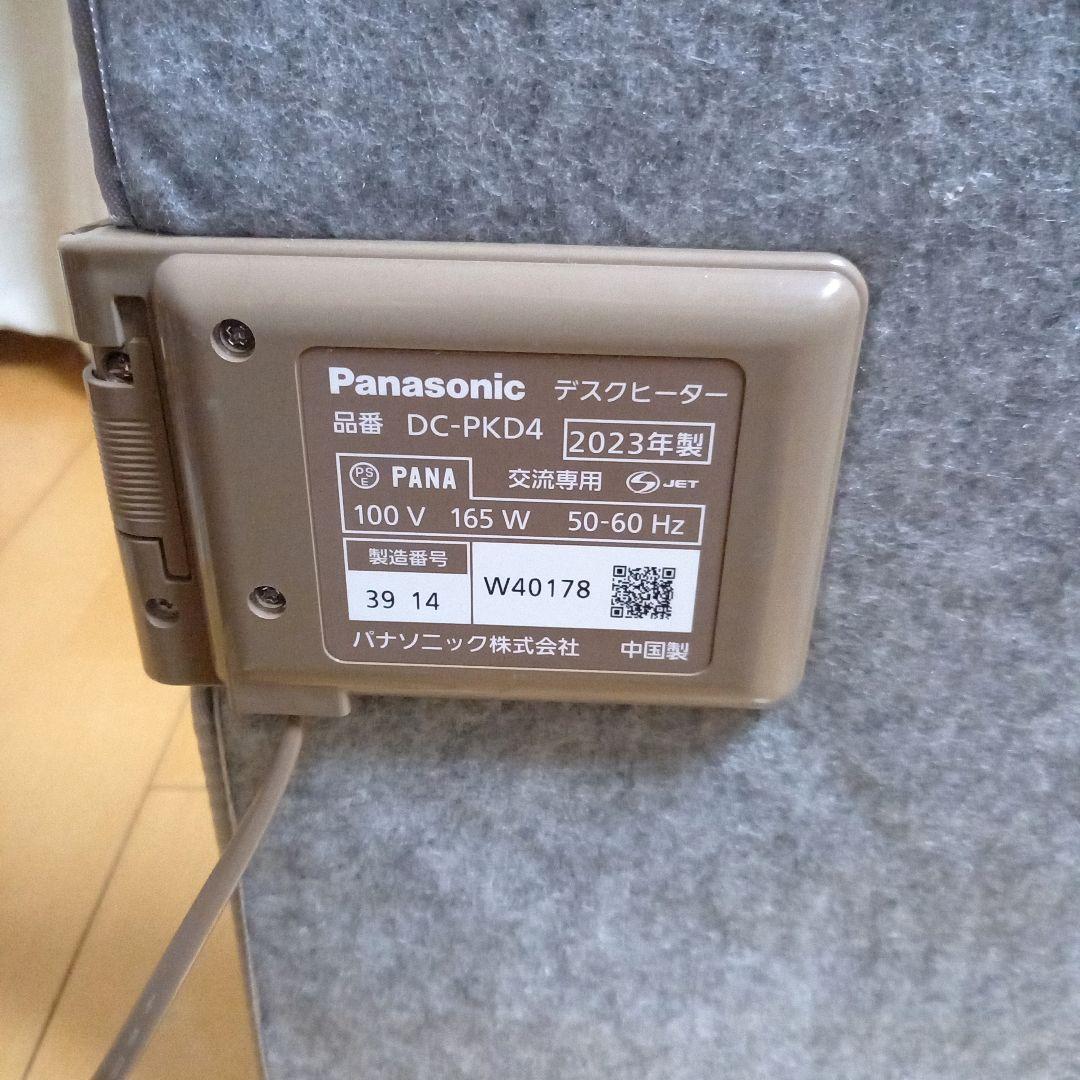 Panasonic デスクヒーター
品番 DC-PKD4 2023年製
PSE PANA 交流専用 JET
100 V 165 W 50-60 Hz
製造番号
39 14 W40178
パナソニック株式会社 中国製